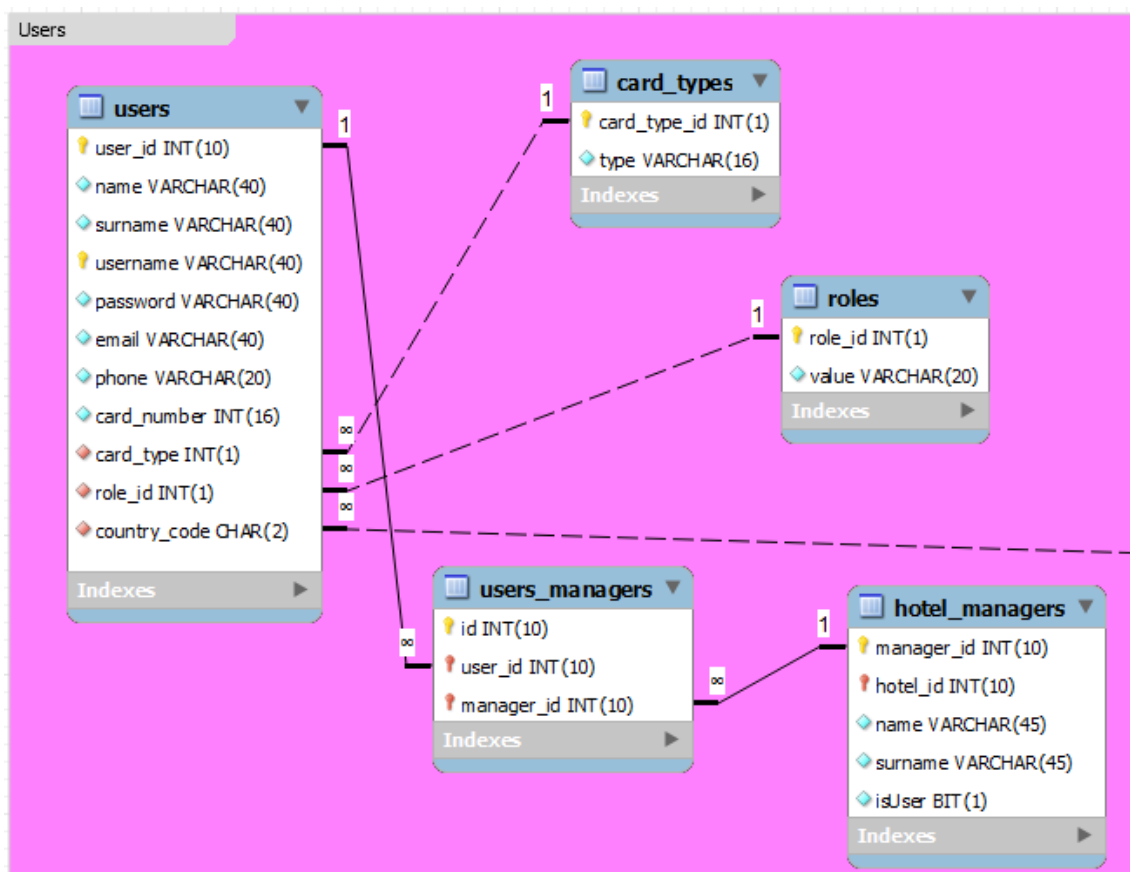 Users
users
user_id INT(10)
name VARCHAR(40)
surname VARCHAR(40)
username VARCHAR(40)
password VARCHAR(40)
email VARCHAR(40)
phone VARCHAR(20)
card_number INT(16)
card_type INT(1)
role_id INT(1)
country_code CHAR(2)
Indexes
1
∞
∞
∞
card_types
1
card_type_id INT(1)
type VARCHAR(16)
Indexes
roles
1
role_id INT(1)
value VARCHAR(20)
Indexes
users_managers
id INT(10)
∞
user_id INT(10)
manager_id INT(10)
∞
Indexes
hotel_managers
1
manager_id INT(10)
hotel_id INT(10)
name VARCHAR(45)
surname VARCHAR(45)
isUser BIT(1)
Indexes